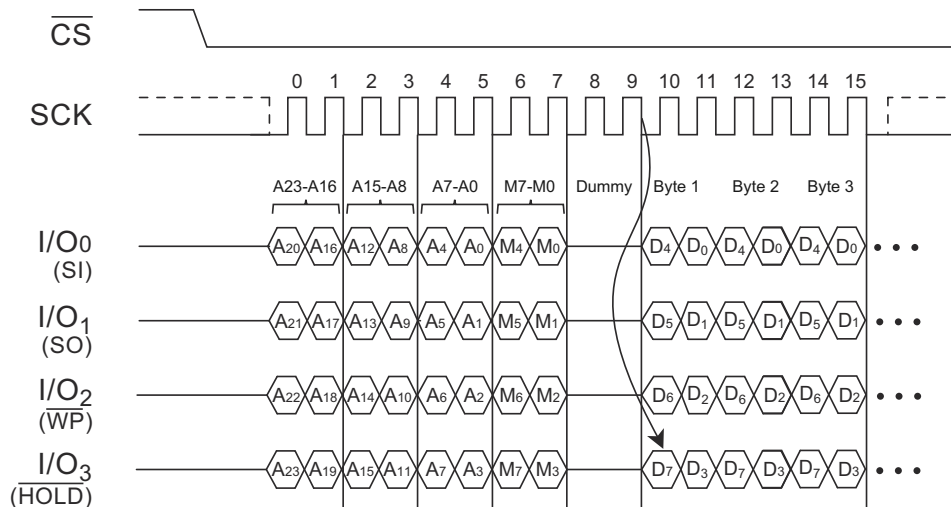 CS
0 1 2 3 4 5 6 7 8 9 10 11 12 13 14 15
SCK
A23-A16 A15-A8 A7-A0 M7-M0 Dummy Byte 1 Byte 2 Byte 3
I/O0 A20 A16 A12 A8 A4 A0 M4 M0 D4 D0 D4 D0 D4 D0 • • •
(SI)
I/O1 A21 A17 A13 A9 A5 A1 M5 M1 D5 D1 D5 D1 D5 D1 • • •
(SO)
I/O2 A22 A18 A14 A10 A6 A2 M6 M2 D6 D2 D6 D2 D6 D2 • • •
(WP)
I/O3 A23 A19 A15 A11 A7 A3 M7 M3 D7 D3 D7 D3 D7 D3 • • •
(HOLD)